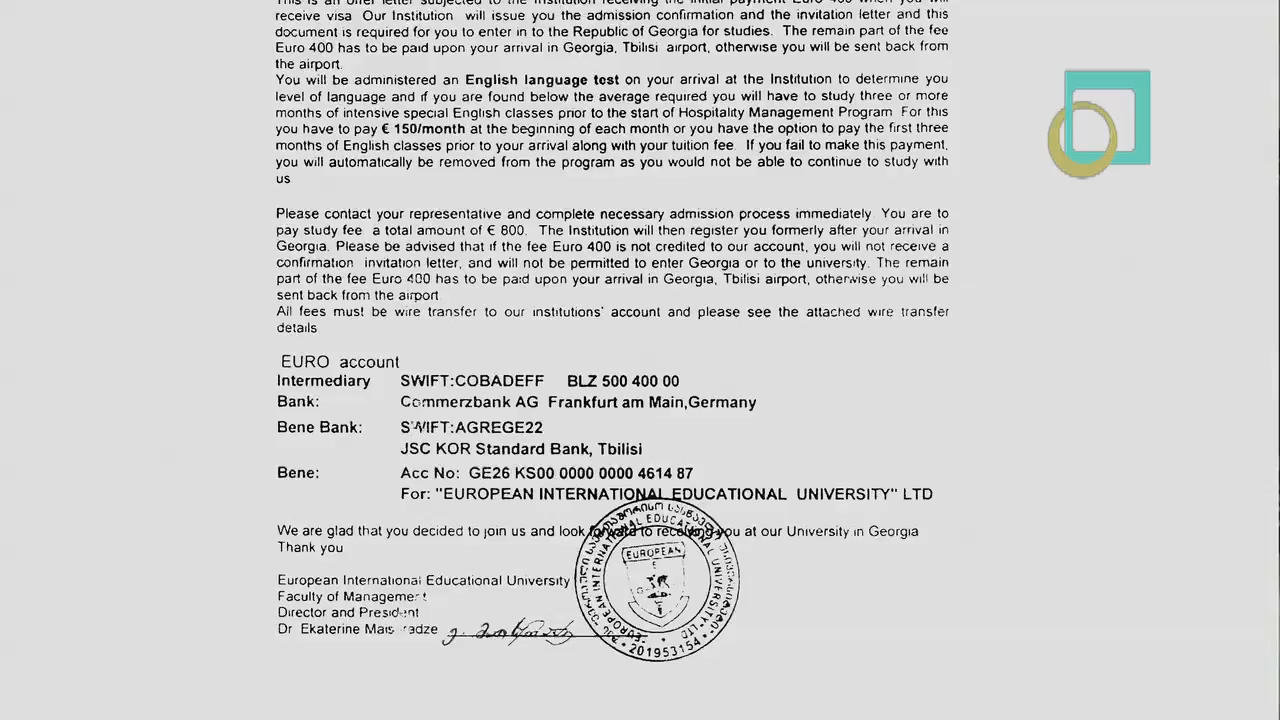 receive visa Our Institution will issue you the admission confirmation and the invitation letter and this
document is required for you to enter in to the Republic of Georgia for studies. The remain part of the fee
Euro 400 has to be paid upon your arrival in Georgia, Tbilisi airport, otherwise you will be sent back from
the airport.
You will be administered an English language test on your arrival at the Institution to determine you
level of language and if you are found below the average required you will have to study three or more
months of intensive special English classes prior to the start of Hospitality Management Program For this
you have to pay € 150/month at the beginning of each month or you have the option to pay the first three
months of English classes prior to your arrival along with your tuition fee. If you fail to make this payment,
you will automatically be removed from the program as you would not be able to continue to study with
us
Please contact your representative and complete necessary admission process immediately You are to
pay study fee a total amount of € 800. The Institution will then register you formerly after your arrival in
Georgia. Please be advised that if the fee Euro 400 is not credited to our account, you will not receive a
confirmation invitation letter, and will not be permitted to enter Georgia or to the university. The remain
part of the fee Euro 400 has to be paid upon your arrival in Georgia, Tbilisi airport, otherwise you will be
sent back from the airport
All fees must be wire transfer to our institutions' account and please see the attached wire transfer
details
EURO account
Intermediary SWIFT:COBADEFF BLZ 500 400 00
Bank: Commerzbank AG Frankfurt am Main,Germany
Bene Bank: SWIFT:AGREGE22
JSC KOR Standard Bank, Tbilisi
Bene: Acc No: GE26 KS00 0000 0000 4614 87
For: "EUROPEAN INTERNATIONAL EDUCATIONAL UNIVERSITY" LTD
We are glad that you decided to join us and look forward to receiving you at our University in Georgia
Thank you
European International Educational University
Faculty of Management
Director and President
Dr Ekaterine
"EUROPEAN INTERNATIONAL EDUCATIONAL UNIVERSITY" LTD
EUROPEAN
201953154